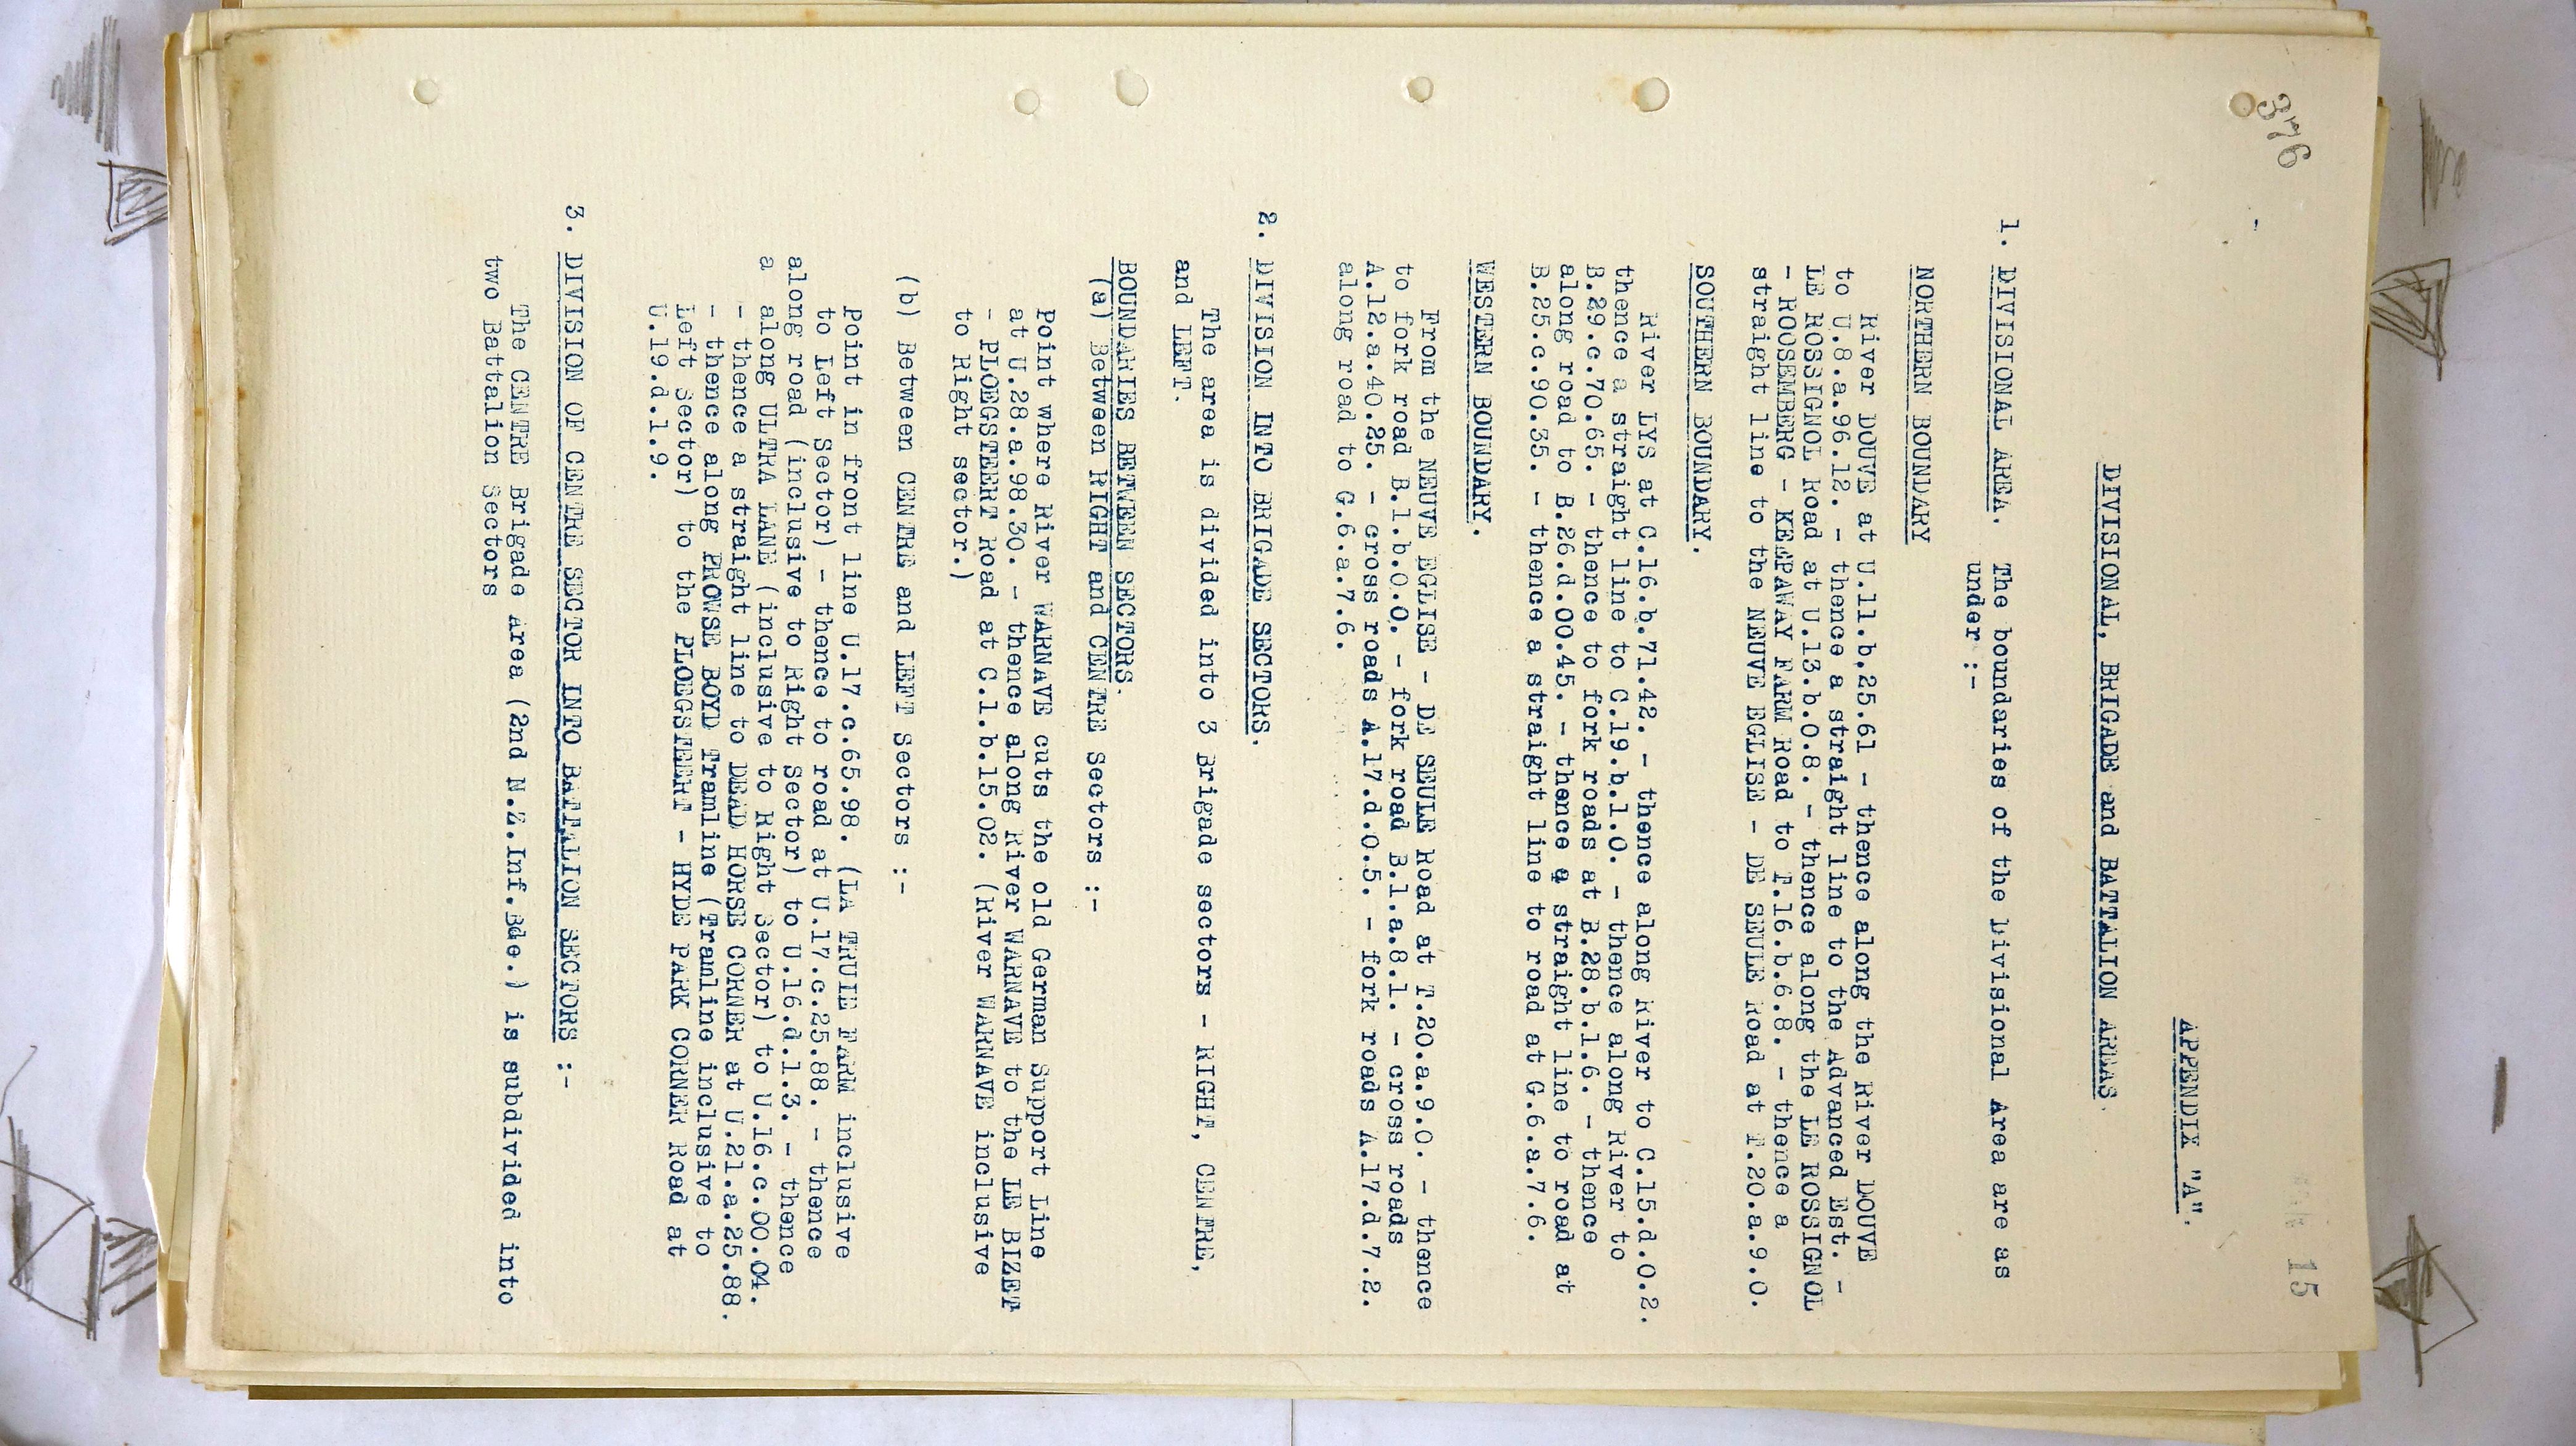 376
15
APPENDIX "A".
DIVISIONAL, BRIGADE and BATTALION AREAS.
1. DIVISIONAL AREA. The boundaries of the Divisional Area are as
under :-
NORTHERN BOUNDARY
River DOUVE at U.11.b.25.61 - thence along the River DOUVE
to U.8.a.96.12. - thence a straight line to the Advanced Est. -
LE ROSSIGNOL Road at U.13.b.0.8. - thence along the LE ROSSIGNOL
- ROOSEMBERG - KEEPAWAY FARM Road to T.16.b.6.8. - thence a
straight line to the NEUVE EGLISE - DE SEULE Road at T.20.a.9.0.
SOUTHERN BOUNDARY.
River LYS at C.16.b.71.42. - thence along River to C.15.d.0.2.
thence a straight line to C.19.b.1.0. - thence along River to
B.29.c.70.65. - thence to fork roads at B.28.b.1.6. - thence
along road to B.26.d.00.45. - thence a straight line to road at
B.25.c.90.35. - thence a straight line to road at G.6.a.7.6.
WESTERN BOUNDARY.
From the NEUVE EGLISE - DE SEULE Road at T.20.a.9.0. - thence
to fork road B.1.b.0.0. - fork road B.1.a.8.1. - cross roads
A.12.a.40.25. - cross roads A.17.d.0.5. - fork roads A.17.d.7.2.
along road to G.6.a.7.6.
2. DIVISION INTO BRIGADE SECTORS.
The area is divided into 3 Brigade sectors - RIGHT, CENTRE,
and LEFT.
BOUNDARIES BETWEEN SECTORS.
(a) Between RIGHT and CENTRE Sectors :-
Point where River WARNAVE cuts the old German Support Line
at U.28.a.98.30. - thence along River WARNAVE to the LE BIZET
- PLOEGSTEERT Road at C.1.b.15.02. (River WARNAVE inclusive
to Right sector.)
(b) Between CENTRE and LEFT Sectors :-
Point in front line U.17.c.65.98. (LA TRUIE FARM inclusive
to Left Sector) - thence to road at U.17.c.25.88. - thence
along road (inclusive to Right Sector) to U.16.d.1.3. - thence
a along ULTRA LANE (inclusive to Right Sector) to U.16.c.00.04.
- thence a straight line to DEAD HORSE CORNER at U.21.a.25.88.
- thence along PROWSE BOYD Tramline (Tramline inclusive to
Left Sector) to the PLOEGSTEERT - HYDE PARK CORNER Road at
U.19.d.1.9.
3. DIVISION OF CENTRE SECTOR INTO BATTALION SECTORS :-
The CENTRE Brigade Area (2nd N.Z.Inf.Bde.) is subdivided into
two Battalion Sectors